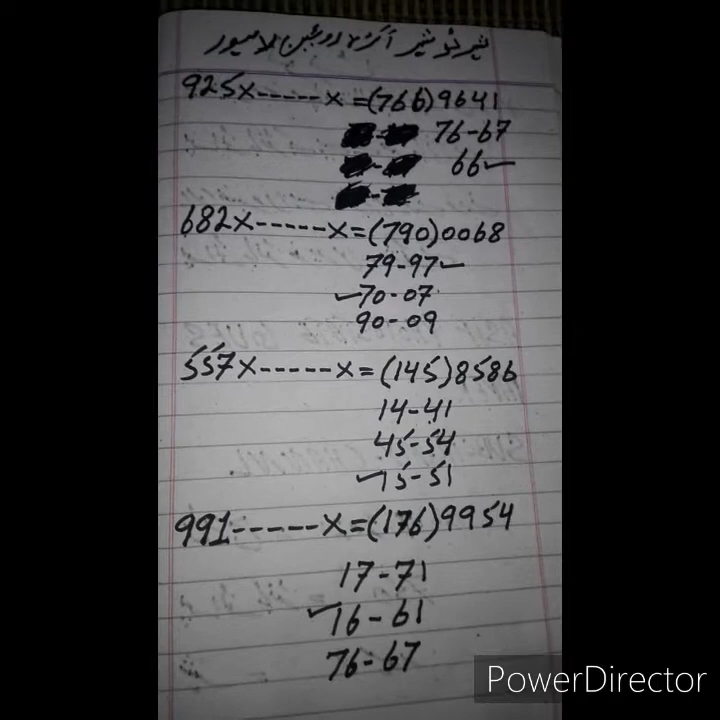 925x-----x=(766)9641
76-67
66✓
682x-----x=(790)0068
79-97✓
✓70-07
90-09
557x-----x=(145)8586
14-41
45-54
✓15-51
991-----x=(176)9954
17-71
✓16-61
76-67
PowerDirector